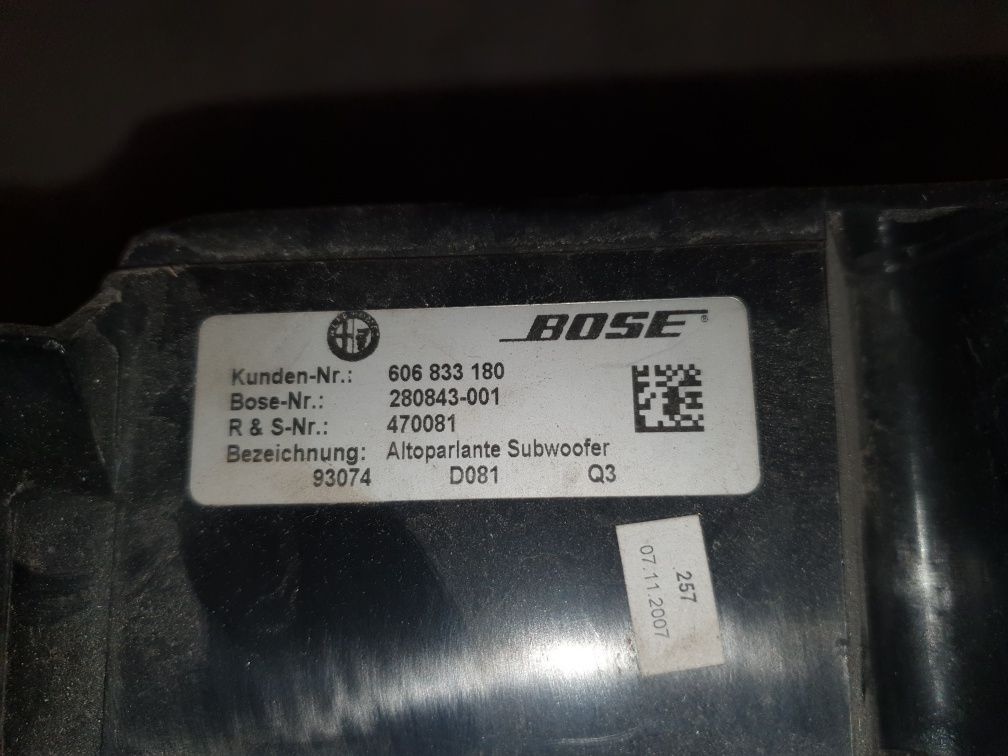 BOSE®
Kunden-Nr.: 606 833 180
Bose-Nr.: 280843-001
R & S-Nr.: 470081
Bezeichnung: Altoparlante Subwoofer
93074 D081 Q3
257
07.11.2007